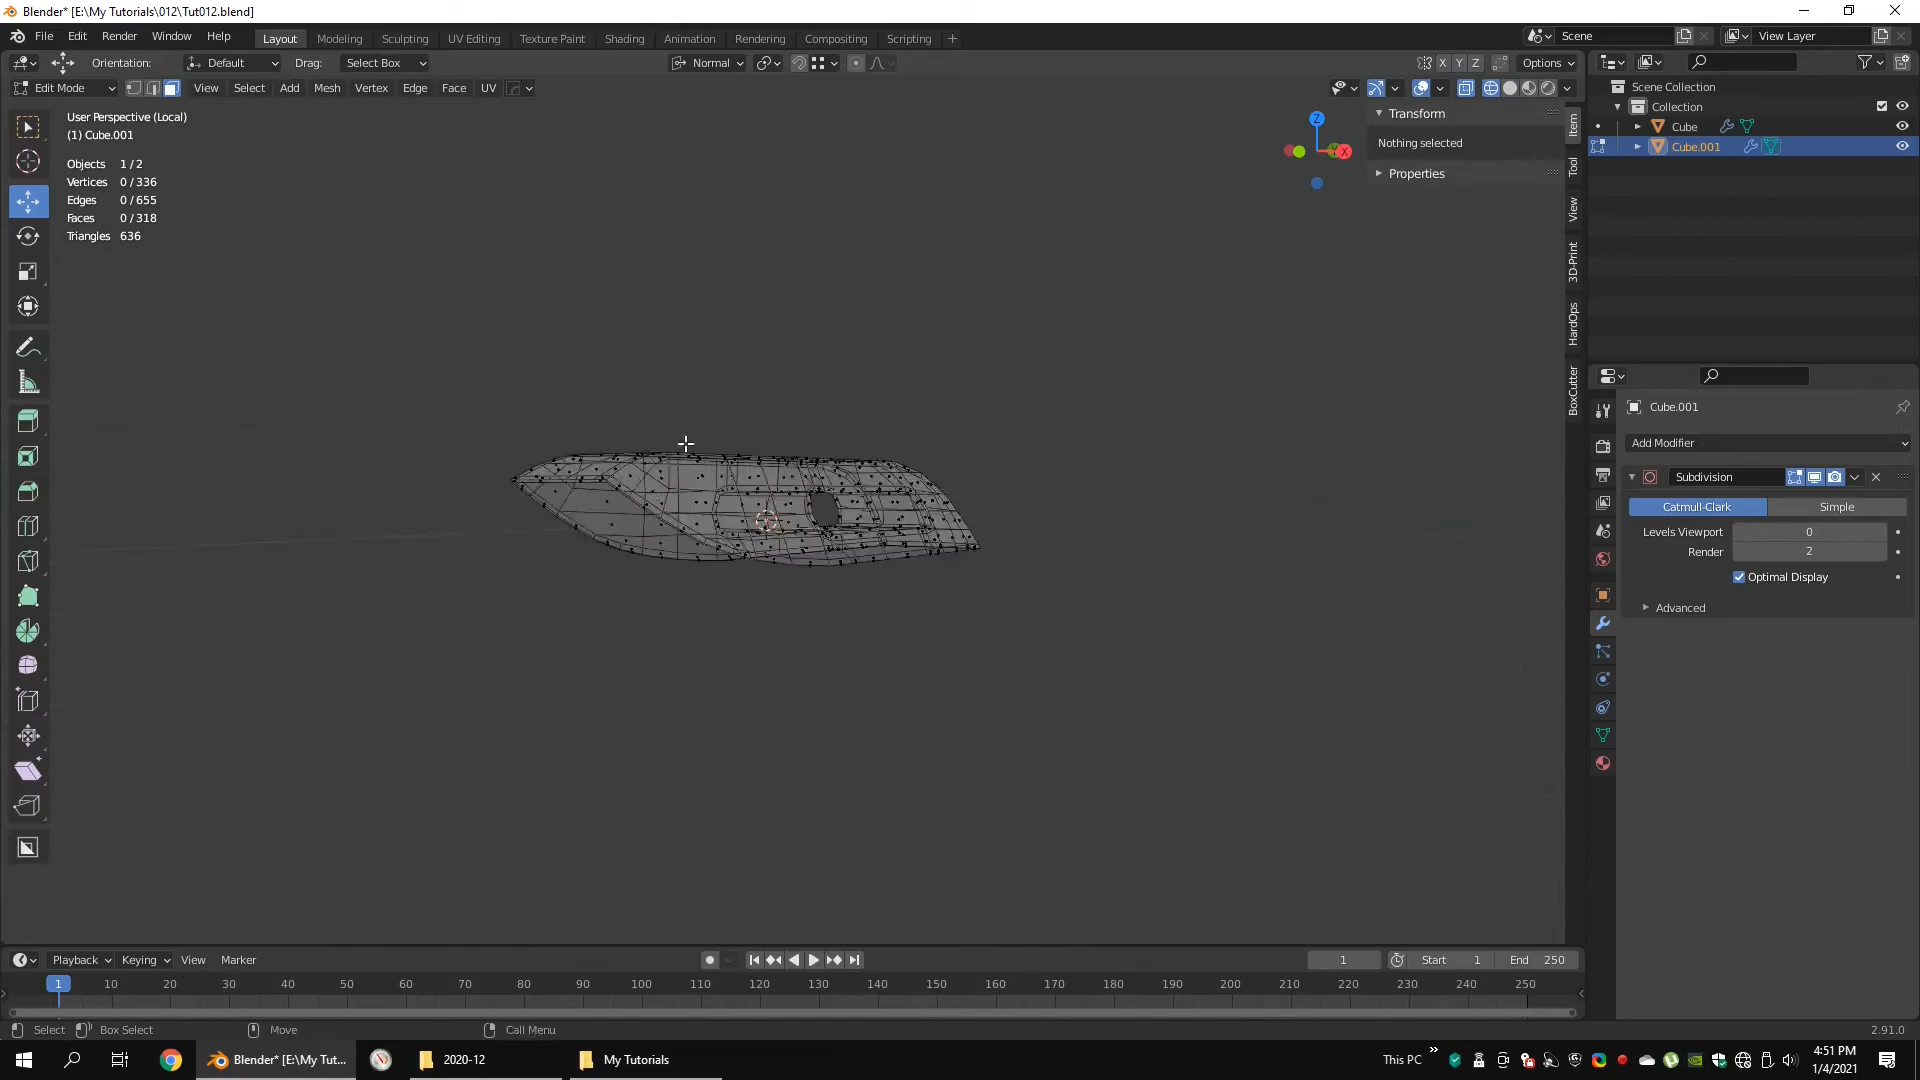 Blender* [E:\My Tutorials\012\Tut012.blend]
File Edit Render Window Help Layout Modeling Sculpting UV Editing Texture Paint Shading Animation Rendering Compositing Scripting Scene View Layer
Orientation: Default Drag: Select Box Normal X Y Z Options
Edit Mode View Select Add Mesh Vertex Edge Face UV
User Perspective (Local)
(1) Cube.001
Objects 1 / 2
Vertices 0 / 336
Edges 0 / 655
Faces 0 / 318
Triangles 636
Z
X
Transform
Nothing selected
Properties
Item
Tool
View
3D-Print
HardOps
BoxCutter
Scene Collection
Collection
Cube
Cube.001
Cube.001
Add Modifier
Subdivision
Catmull-Clark Simple
Levels Viewport 0
Render 2
Optimal Display
Advanced
Playback Keying View Marker 1 Start 1 End 250
1 10 20 30 40 50 60 70 80 90 100 110 120 130 140 150 160 170 180 190 200 210 220 230 240 250
Select Box Select Move Call Menu 2.91.0
Blender* [E:\My Tut... 2020-12 My Tutorials This PC 4:51 PM
1/4/2021